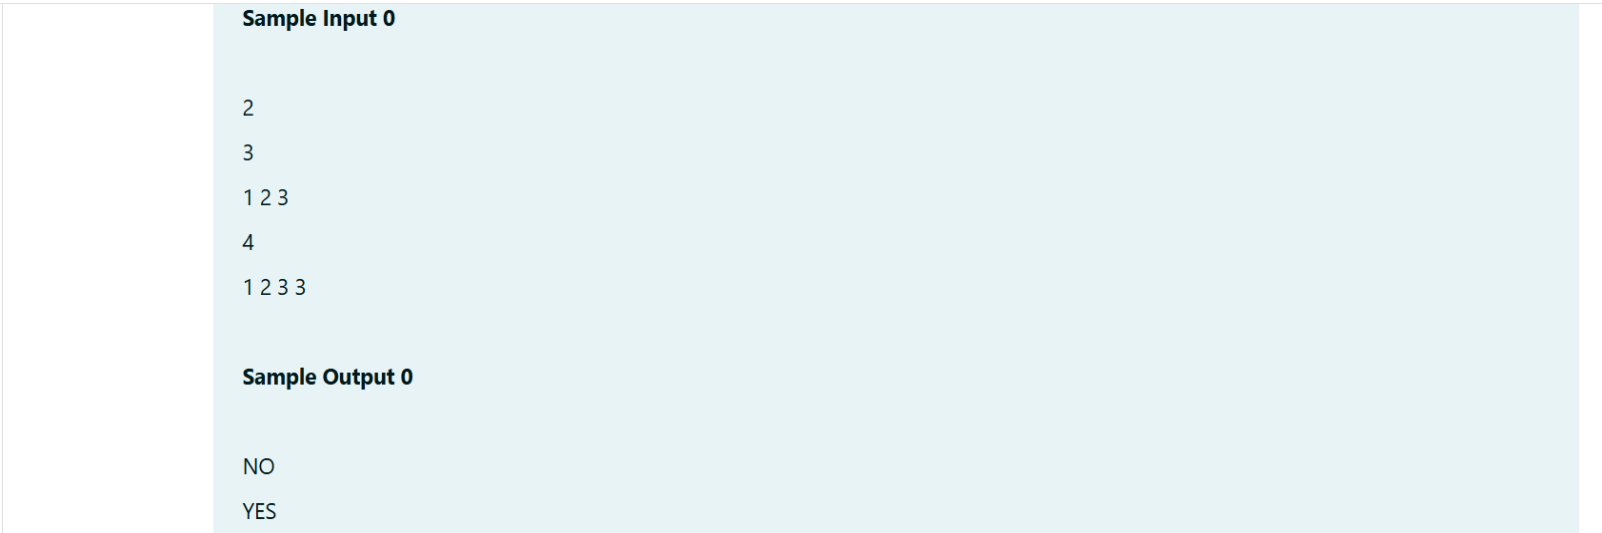 Sample Input 0
2
3
1 2 3
4
1 2 3 3
Sample Output 0
NO
YES